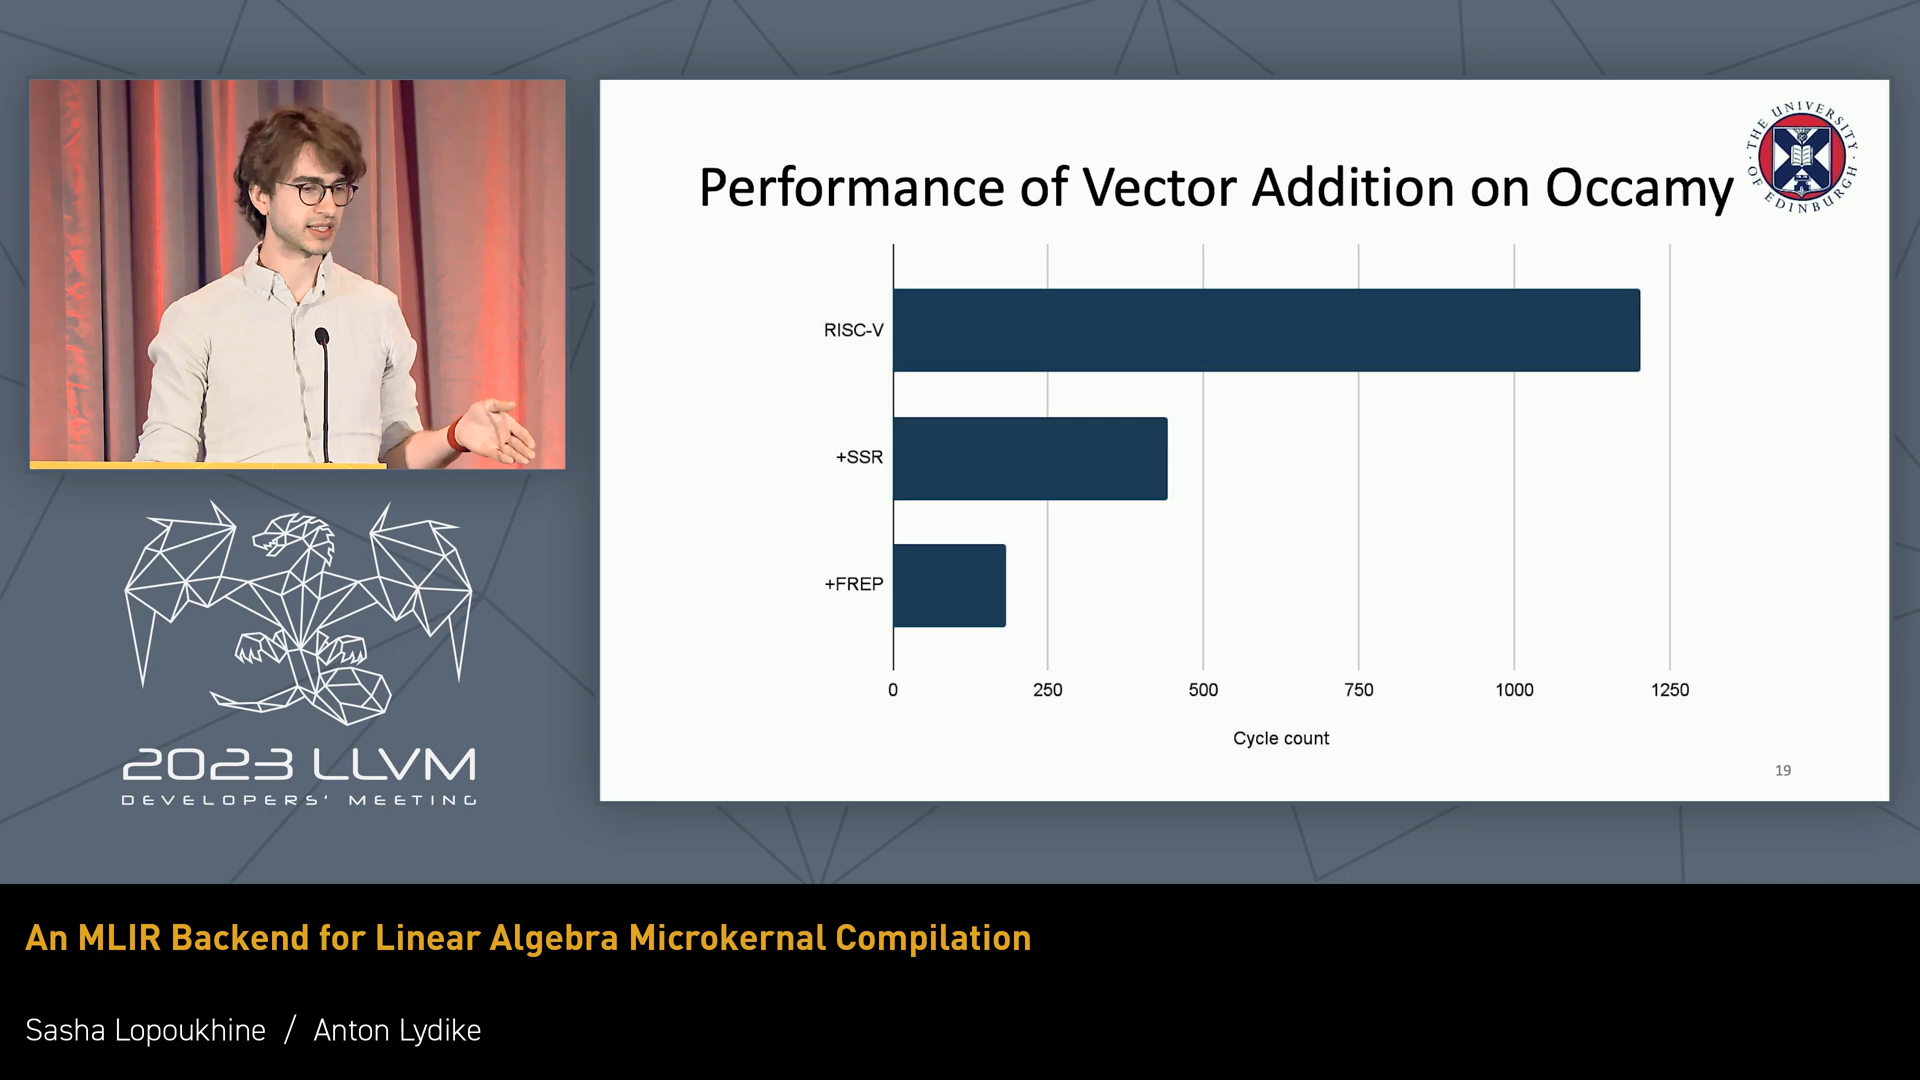 THE UNIVERSITY OF EDINBURGH
Performance of Vector Addition on Occamy
RISC-V
+SSR
+FREP
0 250 500 750 1000 1250
Cycle count
19
2023 LLVM
DEVELOPERS' MEETING
An MLIR Backend for Linear Algebra Microkernal Compilation
Sasha Lopoukhine / Anton Lydike